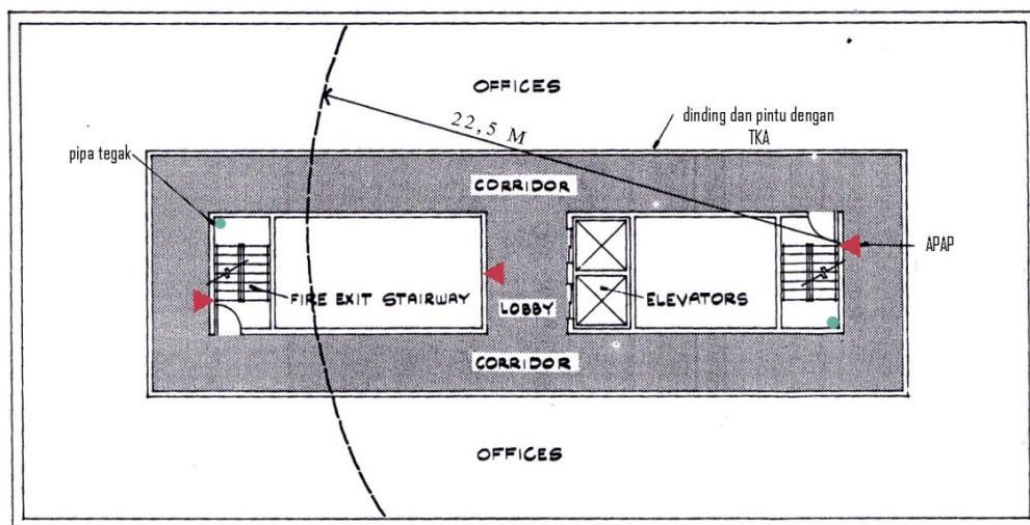 OFFICES
dinding dan pintu dengan
TKA
22,5 M
pipa tegak
CORRIDOR
APAP
FIRE EXIT STAIRWAY
ELEVATORS
LOBBY
CORRIDOR
OFFICES